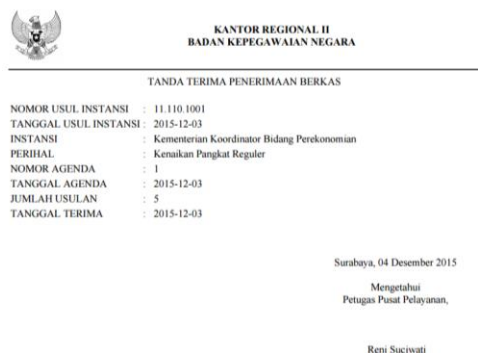 KANTOR REGIONAL II
BADAN KEPEGAWAIAN NEGARA
TANDA TERIMA PENERIMAAN BERKAS
NOMOR USUL INSTANSI : 11.110.1001
TANGGAL USUL INSTANSI : 2015-12-03
INSTANSI : Kementerian Koordinator Bidang Perekonomian
PERIHAL : Kenaikan Pangkat Reguler
NOMOR AGENDA : 1
TANGGAL AGENDA : 2015-12-03
JUMLAH USULAN : 5
TANGGAL TERIMA : 2015-12-03
Surabaya, 04 Desember 2015
Mengetahui
Petugas Pusat Pelayanan,
Reni Suciwati